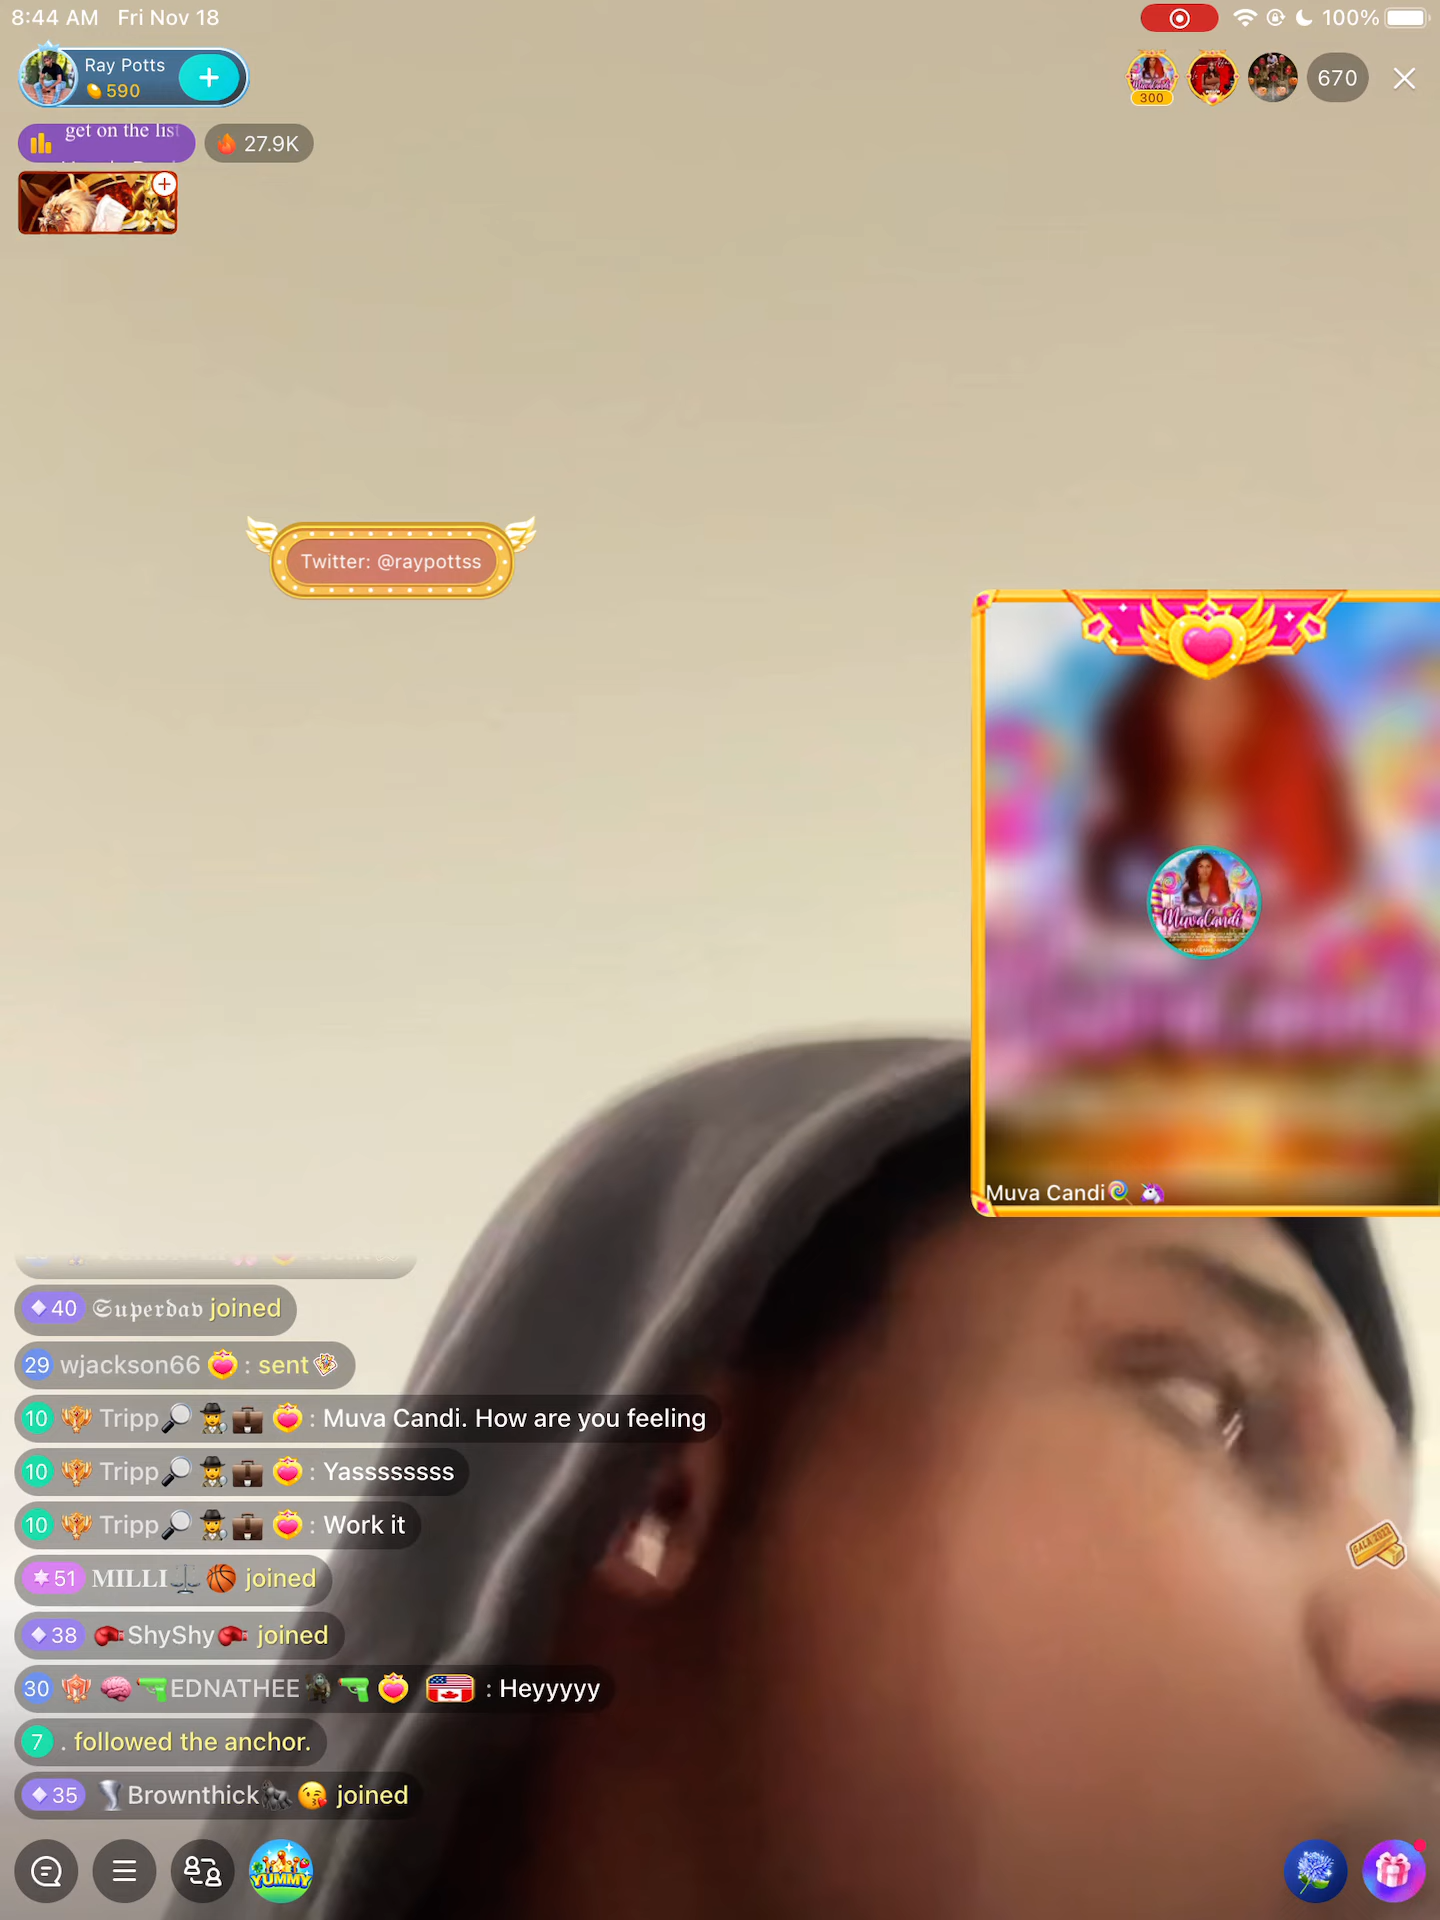 8:44 AM Fri Nov 18
100%
Ray Potts
590
300
670
get on the list
27.9K
Twitter: @raypottss
MuvaCandi
Muva Candi
40 𝔖𝔲𝔭𝔢𝔯𝔡𝔞𝔳 joined
29 wjackson66 : sent
10 Tripp : Muva Candi. How are you feeling
10 Tripp : Yassssssss
10 Tripp : Work it
51 𝐌𝐈𝐋𝐋𝐈 joined
38 ShyShy joined
30 EDNATHEE : Heyyyyy
7 . followed the anchor.
35 Brownthick joined
YUMMY